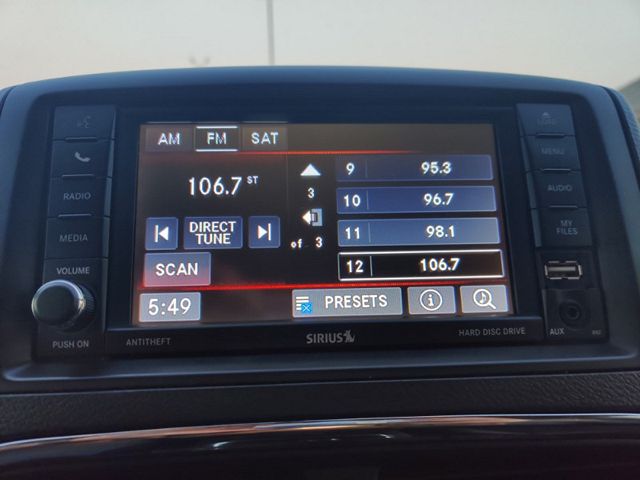 LOAD
RADIO
MEDIA
VOLUME
PUSH ON
AM FM SAT
106.7 ST
DIRECT
TUNE
SCAN
5:49
3
of 3
9 95.3
10 96.7
11 98.1
12 106.7
PRESETS
MENU
AUDIO
MY
FILES
AUX
ANTITHEFT
SIRIUS
HARD DISC DRIVE